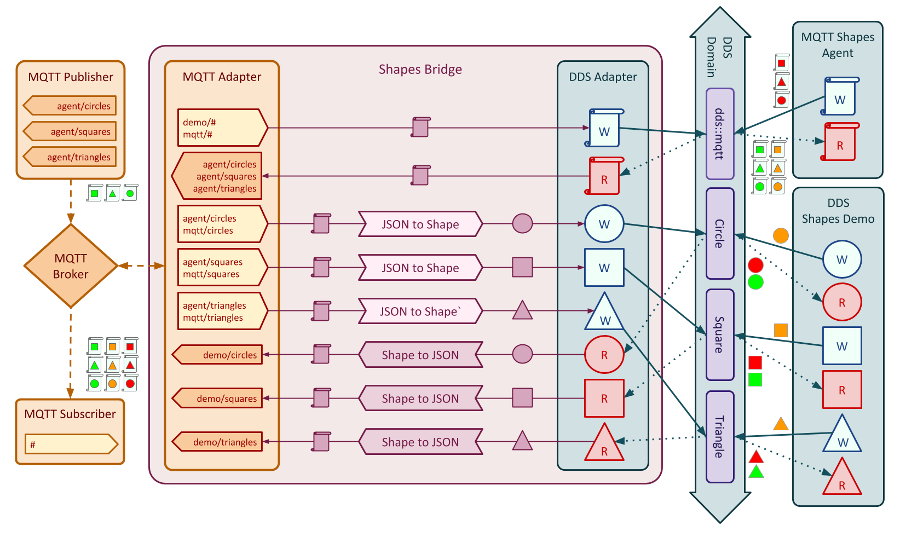 MQTT Publisher
agent/circles
agent/squares
agent/triangles
MQTT
Broker
MQTT Subscriber
#
Shapes Bridge
MQTT Adapter
demo/#
mqtt/#
agent/circles
agent/squares
agent/triangles
agent/circles
mqtt/circles
agent/squares
mqtt/squares
agent/triangles
mqtt/triangles
demo/circles
demo/squares
demo/triangles
JSON to Shape
JSON to Shape
JSON to Shape`
Shape to JSON
Shape to JSON
Shape to JSON
DDS Adapter
W
R
W
W
W
R
R
R
DDS
Domain
dds::mqtt
Circle
Square
Triangle
MQTT Shapes
Agent
W
R
DDS
Shapes Demo
W
R
W
R
W
R